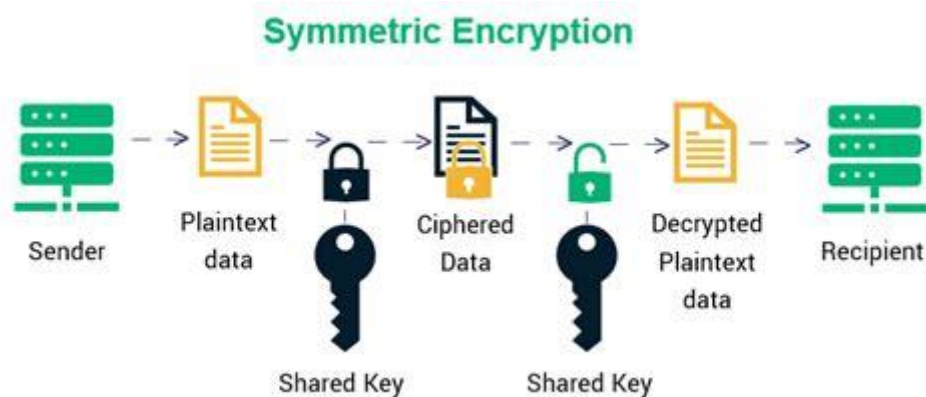 Symmetric Encryption
Sender
Plaintext
data
Ciphered
Data
Decrypted
Plaintext
data
Recipient
Shared Key
Shared Key